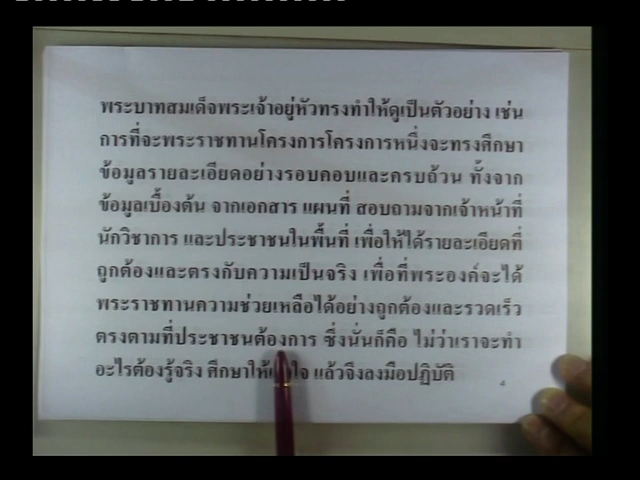 พระบาทสมเด็จพระเจ้าอยู่หัวทรงทำให้ดูเป็นตัวอย่าง เช่น
การที่จะพระราชทานโครงการโครงการหนึ่งจะทรงศึกษา
ข้อมูลรายละเอียดอย่างรอบคอบและครบถ้วน ทั้งจาก
ข้อมูลเบื้องต้น จากเอกสาร แผนที่ สอบถามจากเจ้าหน้าที่
นักวิชาการ และประชาชนในพื้นที่ เพื่อให้ได้รายละเอียดที่
ถูกต้องและตรงกับความเป็นจริง เพื่อที่พระองค์จะได้
พระราชทานความช่วยเหลือได้อย่างถูกต้องและรวดเร็ว
ตรงตามที่ประชาชนต้องการ ซึ่งนั่นก็คือ ไม่ว่าเราจะทำ
อะไรต้องรู้จริง ศึกษาให้เข้าใจ แล้วจึงลงมือปฏิบัติ